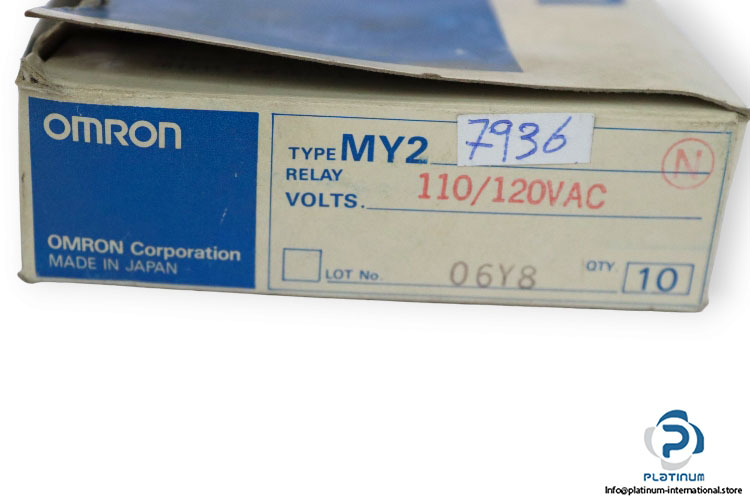 OMRON
OMRON Corporation
MADE IN JAPAN
TYPE MY2 7936
RELAY
VOLTS. 110/120VAC
N
LOT No. 06Y8
QTY 10
PLATINUM
Info@platinum-international.store